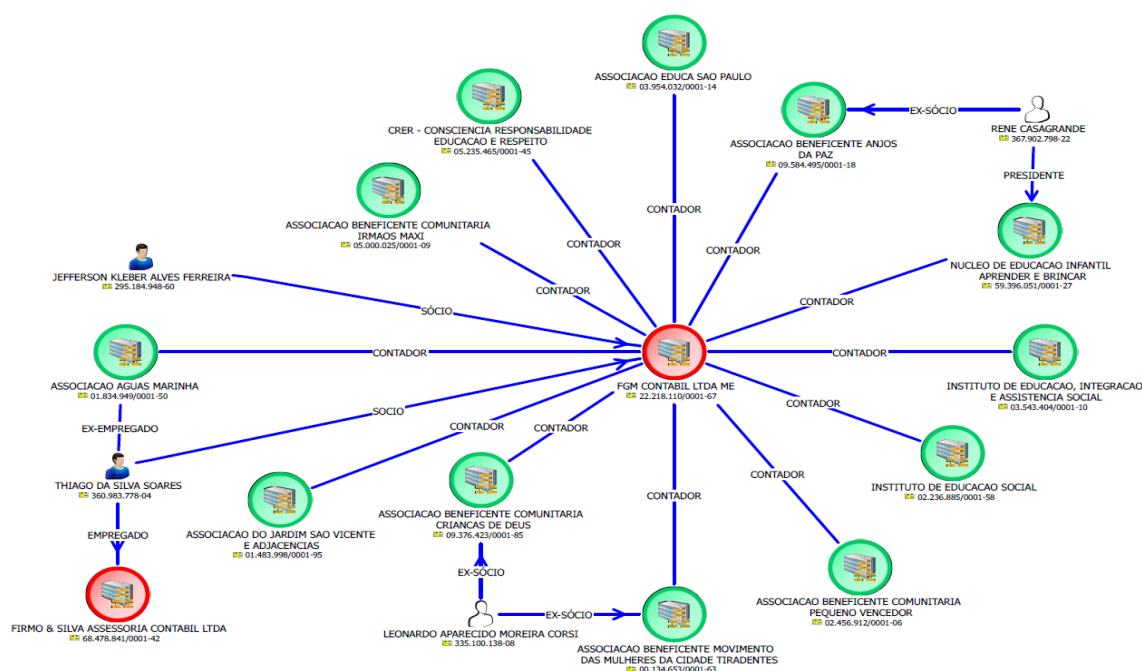 ASSOCIACAO EDUCA SAO PAULO
03.954.032/0001-14
CRER - CONSCIENCIA RESPONSABILIDADE
EDUCACAO E RESPEITO
05.235.465/0001-45
EX-SÓCIO
RENE CASAGRANDE
367.902.798-22
ASSOCIACAO BENEFICENTE ANJOS
DA PAZ
09.584.495/0001-18
PRESIDENTE
ASSOCIACAO BENEFICENTE COMUNITARIA
IRMAOS MAXI
05.000.025/0001-09
CONTADOR
CONTADOR
CONTADOR
NUCLEO DE EDUCACAO INFANTIL
APRENDER E BRINCAR
59.396.051/0001-27
JEFFERSON KLEBER ALVES FERREIRA
295.184.948-60
CONTADOR
CONTADOR
SÓCIO
ASSOCIACAO AGUAS MARINHA
01.834.949/0001-50
CONTADOR
FGM CONTABIL LTDA ME
22.218.110/0001-67
CONTADOR
INSTITUTO DE EDUCACAO, INTEGRACAO
E ASSISTENCIA SOCIAL
03.543.404/0001-10
EX-EMPREGADO
SOCIO
CONTADOR
CONTADOR
CONTADOR
THIAGO DA SILVA SOARES
360.983.778-04
CONTADOR
CONTADOR
INSTITUTO DE EDUCACAO SOCIAL
02.236.885/0001-58
EMPREGADO
ASSOCIACAO DO JARDIM SAO VICENTE
E ADJACENCIAS
01.483.998/0001-95
ASSOCIACAO BENEFICENTE COMUNITARIA
CRIANCAS DE DEUS
09.376.423/0001-85
EX-SÓCIO
FIRMO & SILVA ASSESSORIA CONTABIL LTDA
68.478.841/0001-42
LEONARDO APARECIDO MOREIRA CORSI
335.100.138-08
EX-SÓCIO
ASSOCIACAO BENEFICENTE COMUNITARIA
PEQUENO VENCEDOR
02.456.912/0001-06
ASSOCIACAO BENEFICENTE MOVIMENTO
DAS MULHERES DA CIDADE TIRADENTES
00.134.653/0001-63